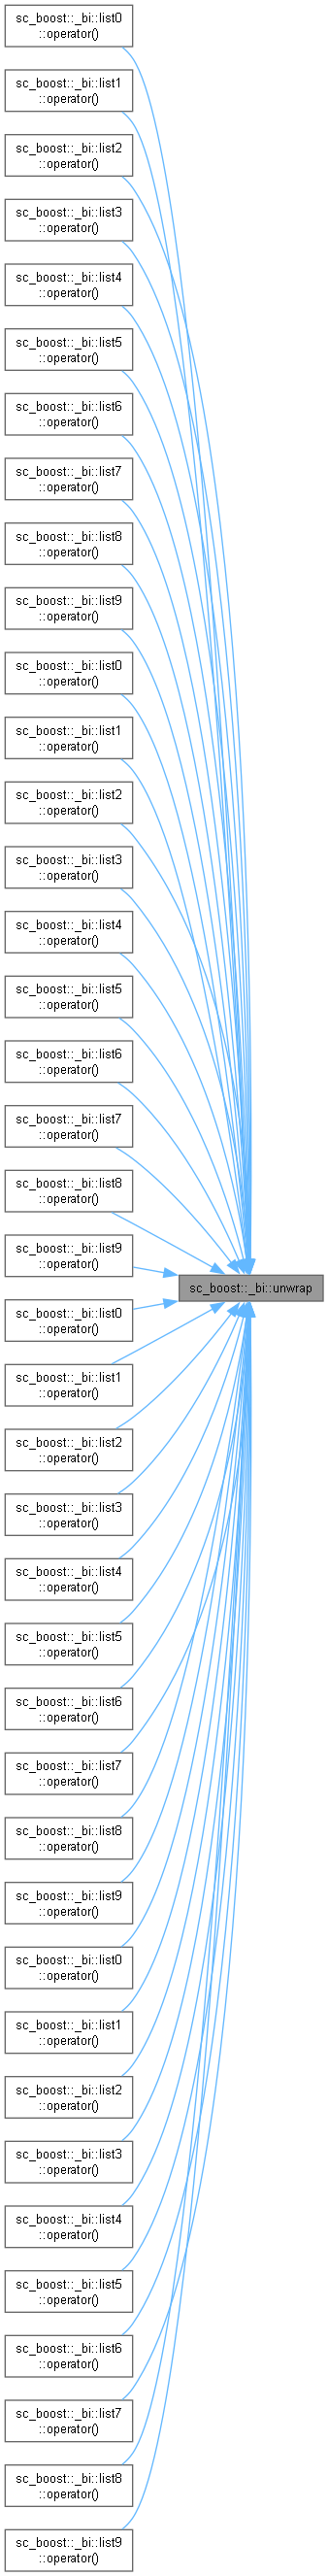 sc_boost::_bi::list0
::operator()
sc_boost::_bi::list1
::operator()
sc_boost::_bi::list2
::operator()
sc_boost::_bi::list3
::operator()
sc_boost::_bi::list4
::operator()
sc_boost::_bi::list5
::operator()
sc_boost::_bi::list6
::operator()
sc_boost::_bi::list7
::operator()
sc_boost::_bi::list8
::operator()
sc_boost::_bi::list9
::operator()
sc_boost::_bi::list0
::operator()
sc_boost::_bi::list1
::operator()
sc_boost::_bi::list2
::operator()
sc_boost::_bi::list3
::operator()
sc_boost::_bi::list4
::operator()
sc_boost::_bi::list5
::operator()
sc_boost::_bi::list6
::operator()
sc_boost::_bi::list7
::operator()
sc_boost::_bi::list8
::operator()
sc_boost::_bi::list9
::operator()
sc_boost::_bi::unwrap
sc_boost::_bi::list0
::operator()
sc_boost::_bi::list1
::operator()
sc_boost::_bi::list2
::operator()
sc_boost::_bi::list3
::operator()
sc_boost::_bi::list4
::operator()
sc_boost::_bi::list5
::operator()
sc_boost::_bi::list6
::operator()
sc_boost::_bi::list7
::operator()
sc_boost::_bi::list8
::operator()
sc_boost::_bi::list9
::operator()
sc_boost::_bi::list0
::operator()
sc_boost::_bi::list1
::operator()
sc_boost::_bi::list2
::operator()
sc_boost::_bi::list3
::operator()
sc_boost::_bi::list4
::operator()
sc_boost::_bi::list5
::operator()
sc_boost::_bi::list6
::operator()
sc_boost::_bi::list7
::operator()
sc_boost::_bi::list8
::operator()
sc_boost::_bi::list9
::operator()